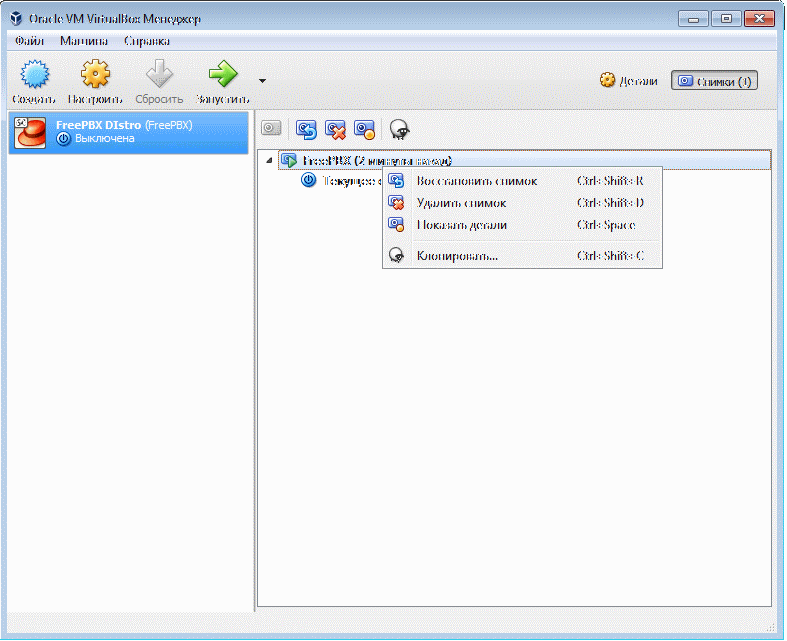 Oracle VM VirtualBox Менеджер
Файл Машина Справка
Создать Настроить Сбросить Запустить
Детали Снимки (1)
FreePBX DIstro (FreePBX)
Выключена
FreePBX (2 минуты назад)
Текущее с
Восстановить снимок Ctrl+Shift+R
Удалить снимок Ctrl+Shift+D
Показать детали Ctrl+Space
Клонировать... Ctrl+Shift+C